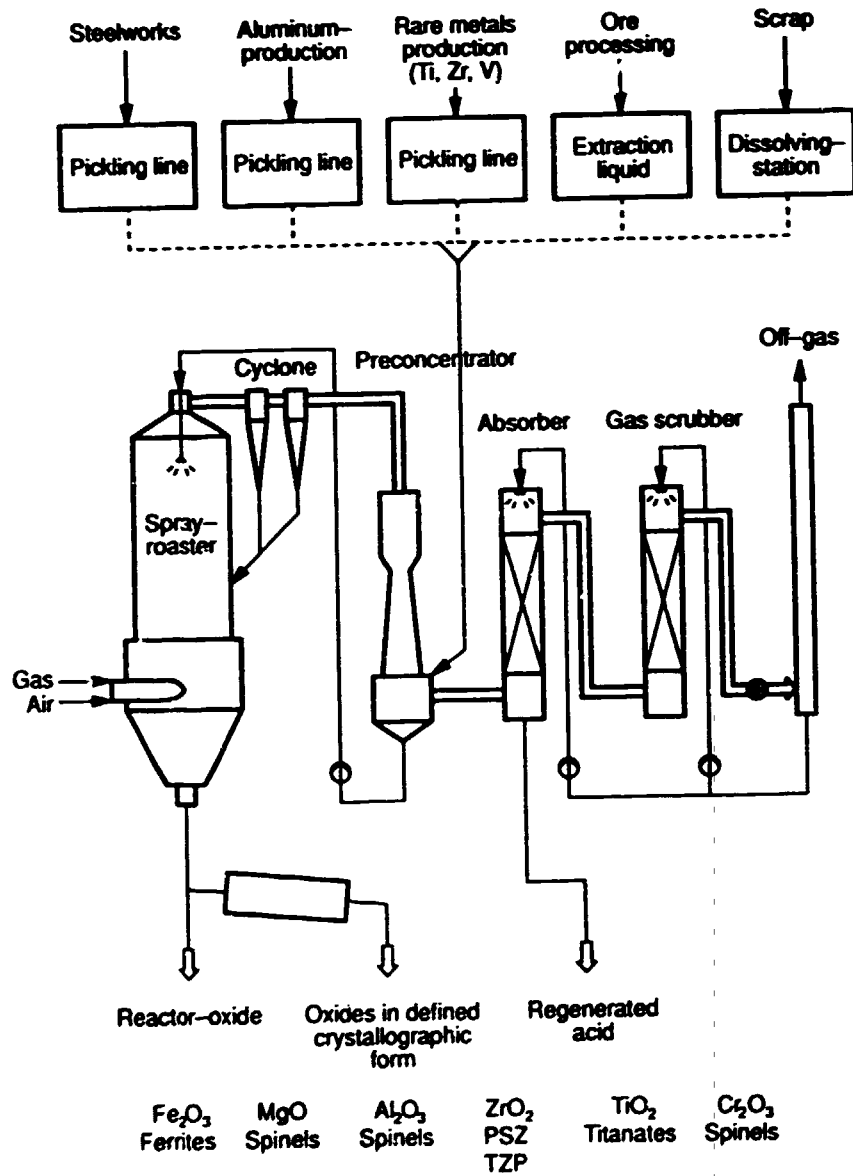 Steelworks
Aluminum–
production
Rare metals
production
(Ti, Zr, V)
Ore
processing
Scrap
Pickling line
Pickling line
Pickling line
Extraction
liquid
Dissolving–
station
Off–gas
Preconcentrator
Cyclone
Absorber
Gas scrubber
Spray–
roaster
Gas
Air
Reactor–oxide
Oxides in defined
crystallographic
form
Regenerated
acid
Fe₂O₃
Ferrites
MgO
Spinels
Al₂O₃
Spinels
ZrO₂
PSZ
TZP
TiO₂
Titanates
Cr₂O₃
Spinels